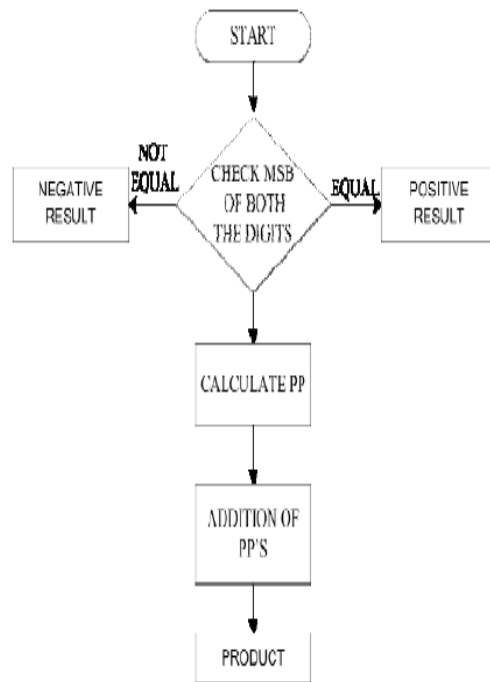 START
NOT
EQUAL
NEGATIVE
RESULT
CHECK MSB
OF BOTH
THE DIGITS
EQUAL
POSITIVE
RESULT
CALCULATE PP
ADDITION OF
PP'S
PRODUCT